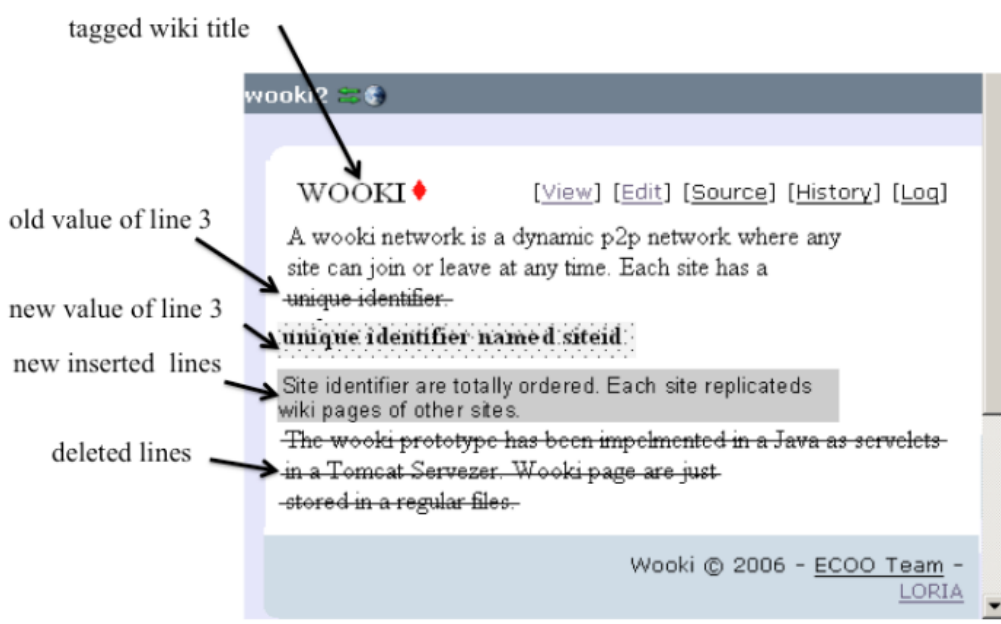 tagged wiki title
wooki2
WOOKI [View] [Edit] [Source] [History] [Log]
old value of line 3
A wooki network is a dynamic p2p network where any
site can join or leave at any time. Each site has a
unique identifier.
new value of line 3
unique identifier named siteid.
new inserted lines
Site identifier are totally ordered. Each site replicateds
wiki pages of other sites.
deleted lines
The wooki prototype has been impelmented in a Java as servelets
in a Tomcat Servezer. Wooki page are just
stored in a regular files.
Wooki © 2006 - ECOO Team -
LORIA